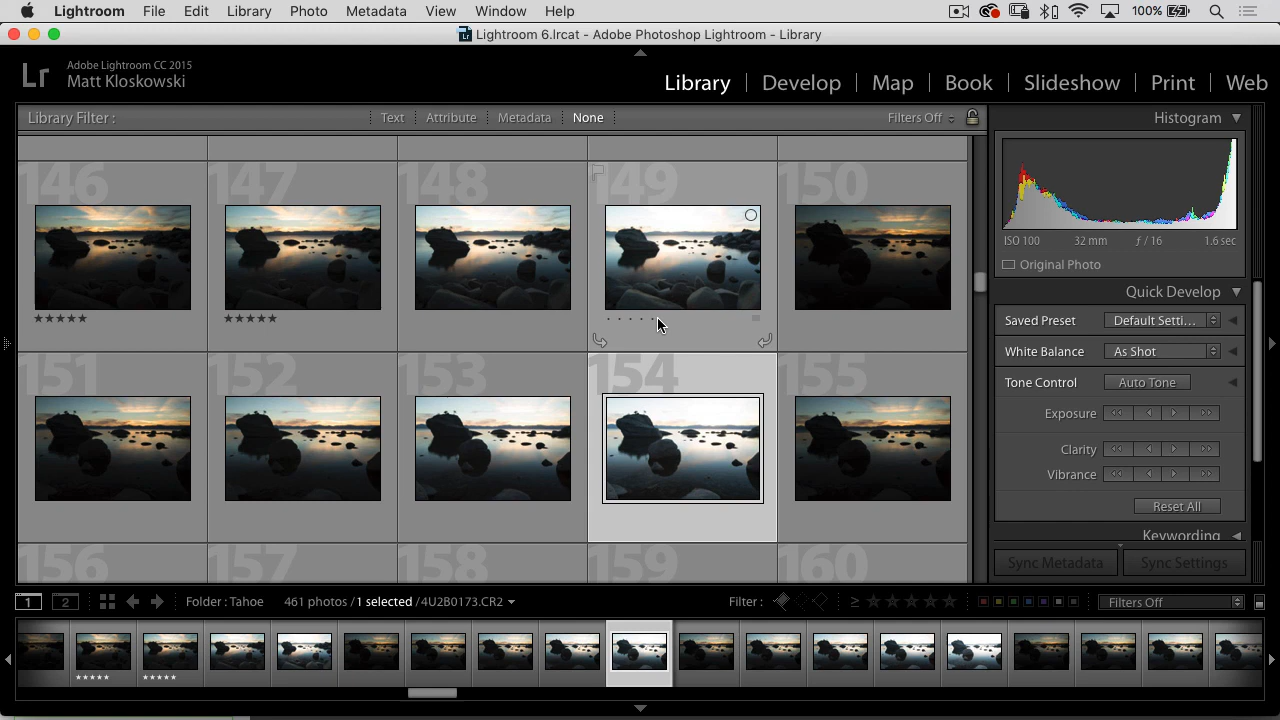 Lightroom File Edit Library Photo Metadata View Window Help 100%
Lightroom 6.lrcat - Adobe Photoshop Lightroom - Library
Lr Adobe Lightroom CC 2015
Matt Kloskowski
Library | Develop | Map | Book | Slideshow | Print | Web
Library Filter : Text Attribute Metadata None Filters Off
Histogram
146 147 148 149 150
ISO 100 32 mm ƒ / 16 1.6 sec
Original Photo
Quick Develop
Saved Preset Default Setti...
White Balance As Shot
Tone Control Auto Tone
Exposure
Clarity
Vibrance
Reset All
Keywording
151 152 153 154 155
156 157 158 159 160
Sync Metadata Sync Settings
1 2 Folder : Tahoe 461 photos / 1 selected / 4U2B0173.CR2 Filter : ≥ ★★★★★ Filters Off